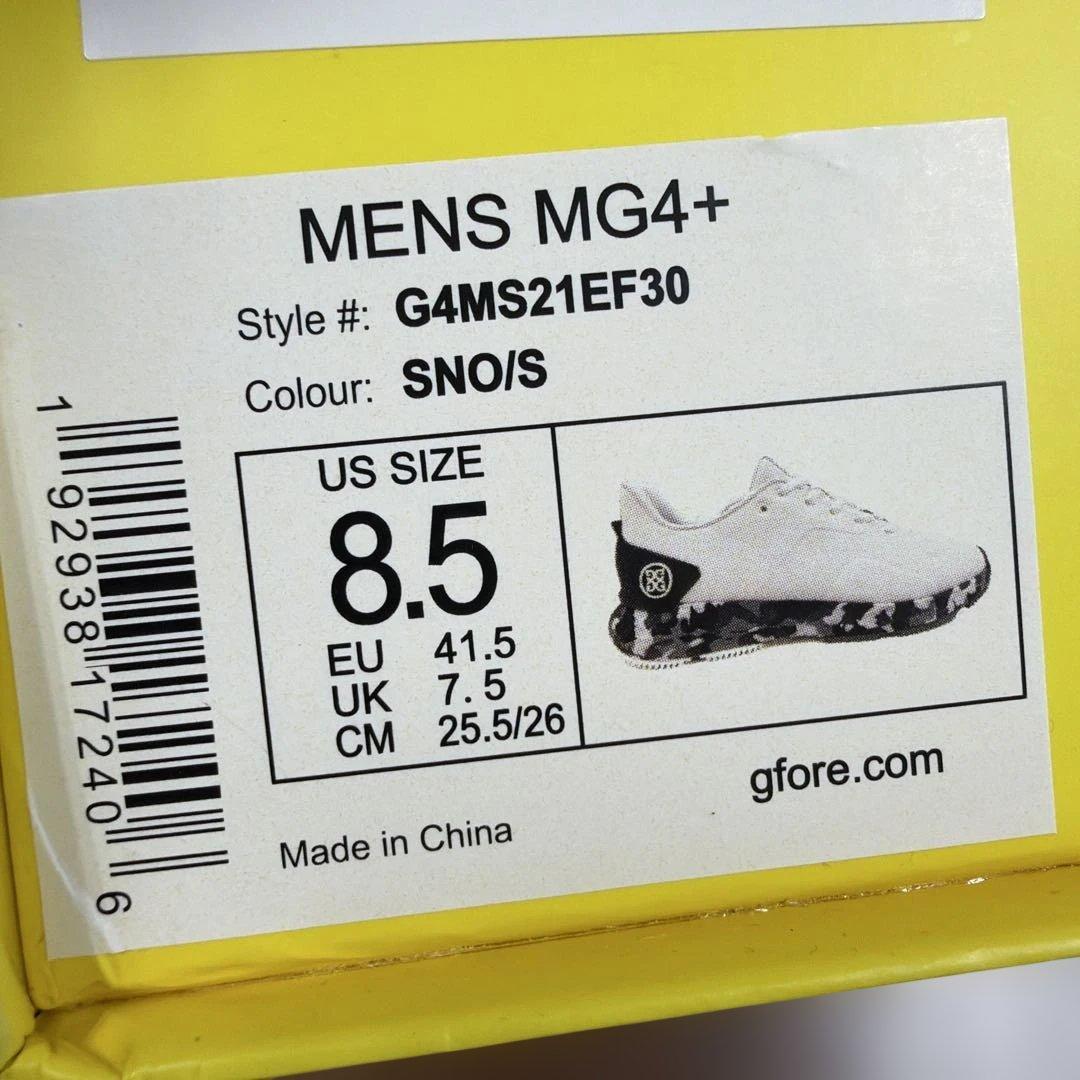 MENS MG4+
Style #: G4MS21EF30
Colour: SNO/S
US SIZE
8.5
EU 41.5
UK 7.5
CM 25.5/26
gfore.com
Made in China
1 92938 17240 6